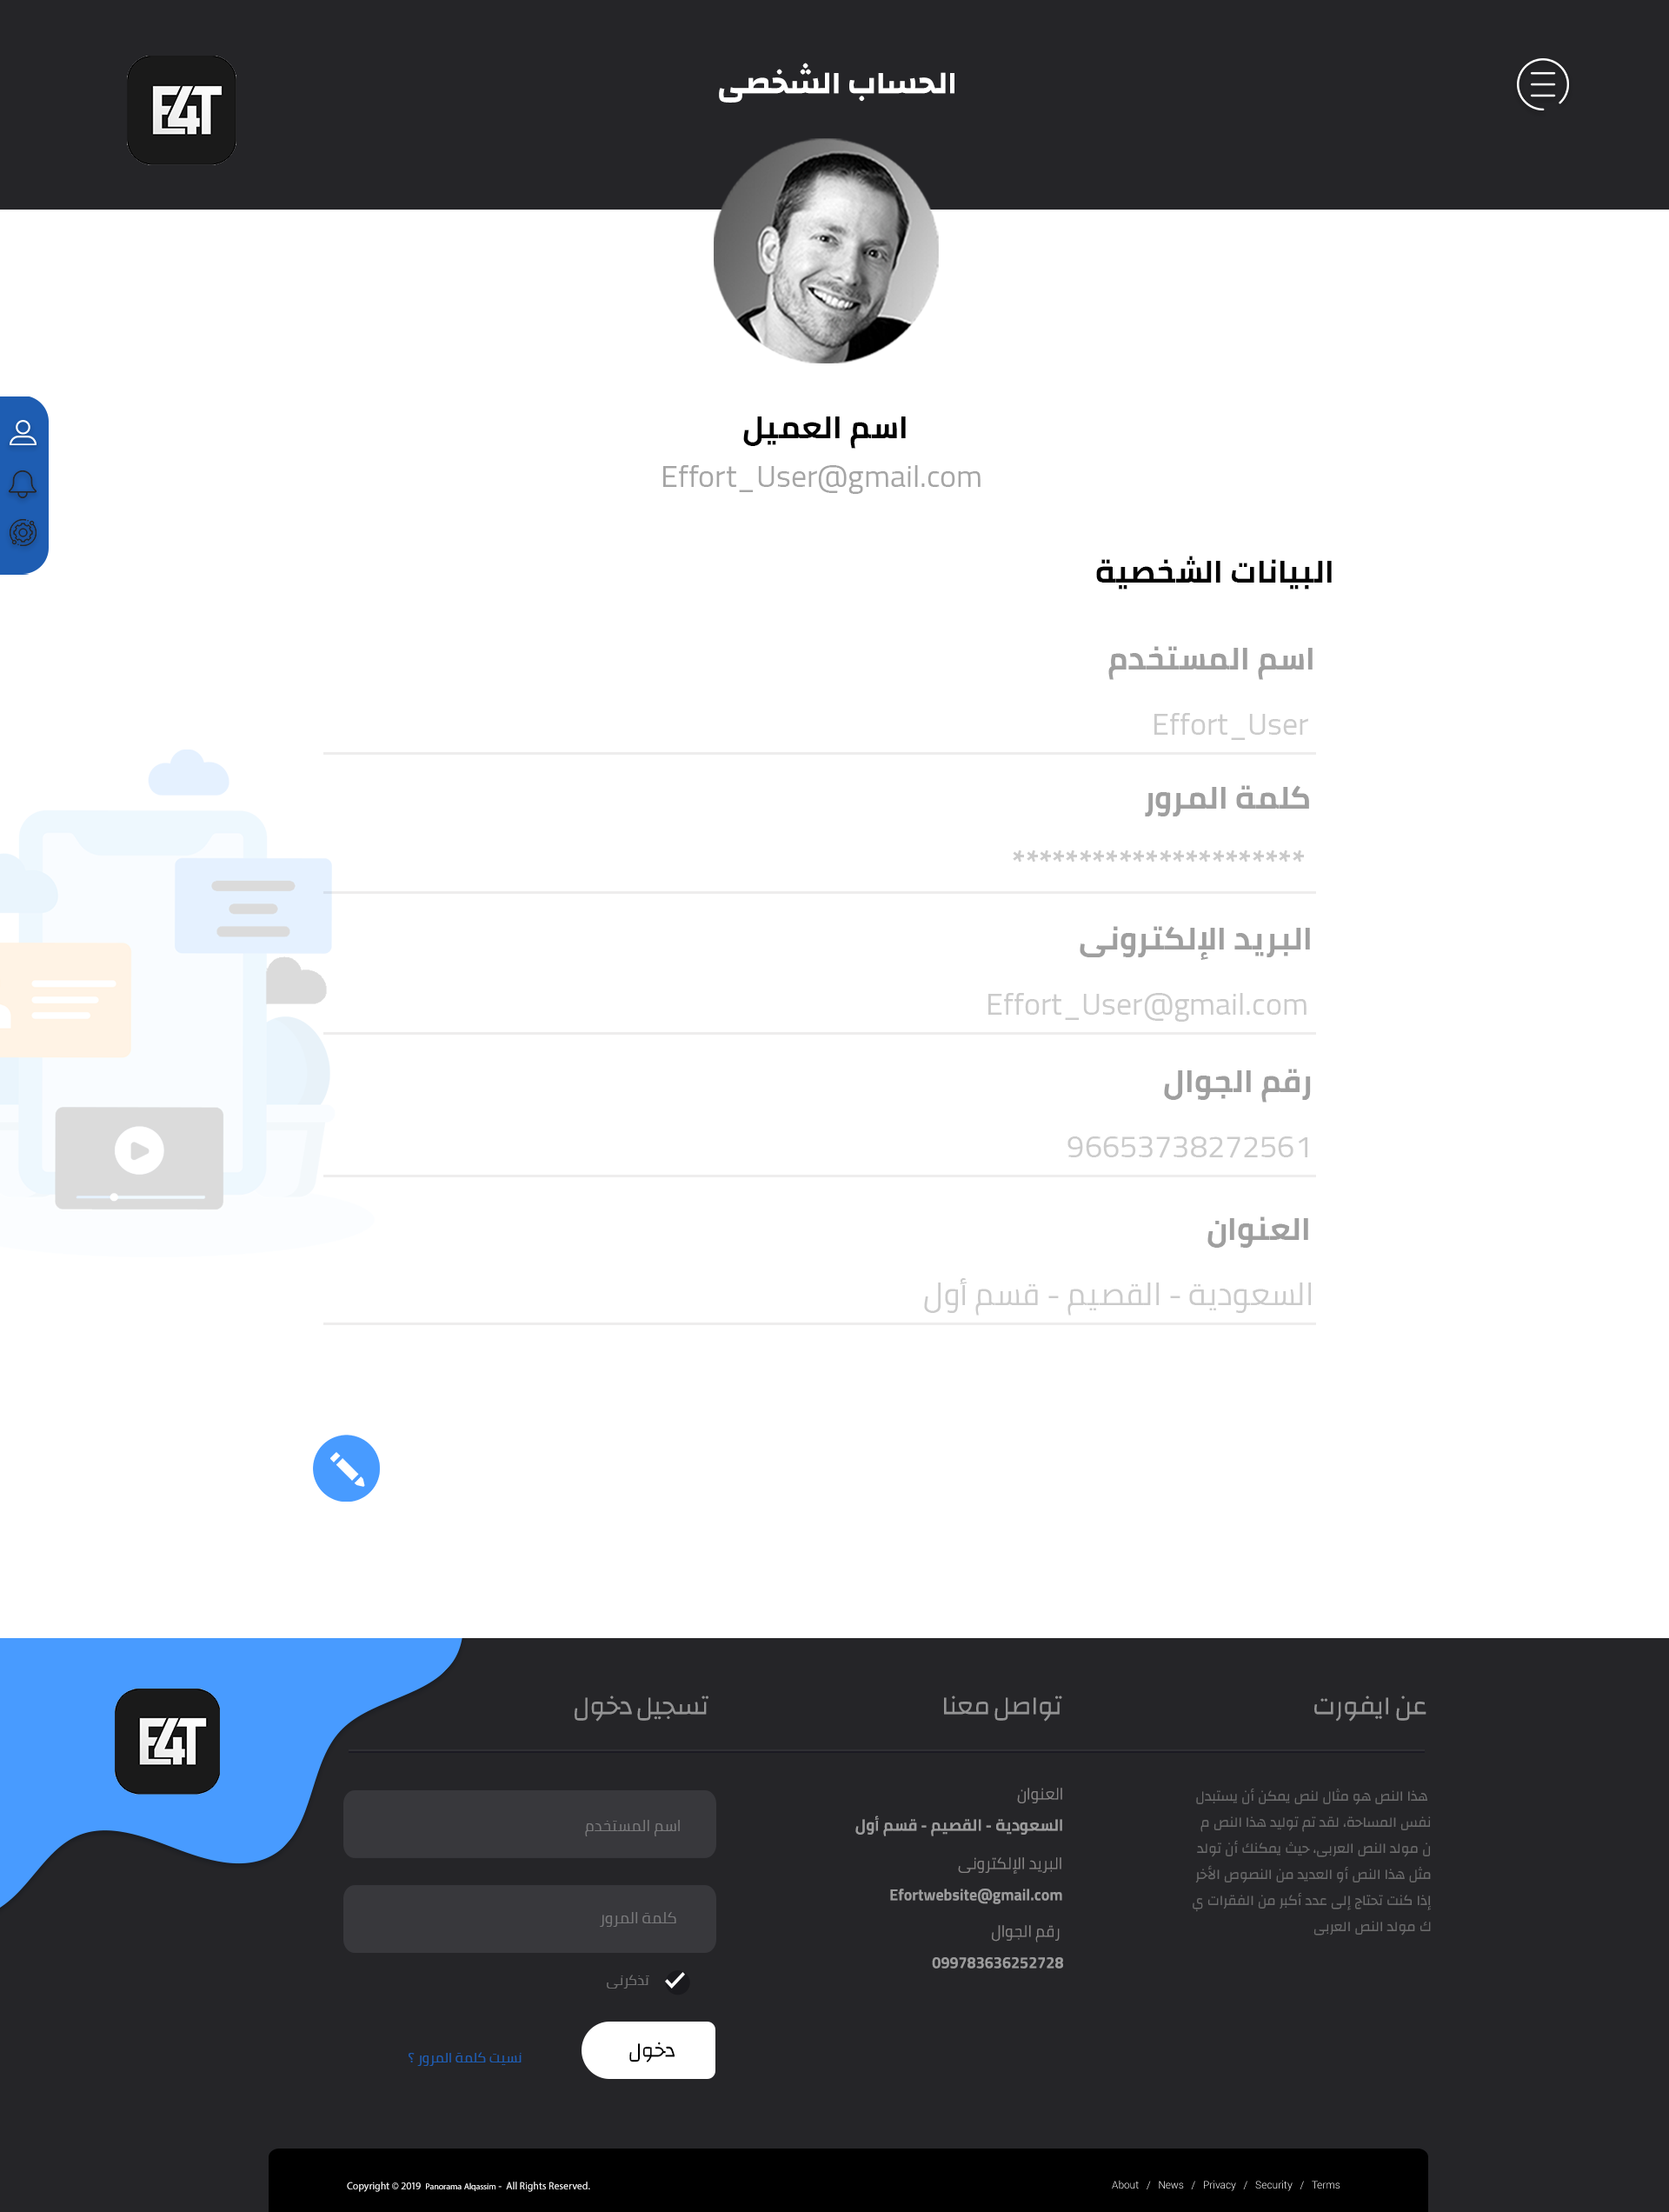 E4T
الحساب الشخصى
اسم العميل
Effort_User@gmail.com
البيانات الشخصية
اسم المستخدم
Effort_User
كلمة المرور
**********************
البريد الإلكترونى
Effort_User@gmail.com
رقم الجوال
96653738272561
العنوان
السعودية - القصيم - قسم أول
E4T
عن ايفورت
هذا النص هو مثال لنص يمكن أن يستبدل
نفس المساحة، لقد تم توليد هذا النص م
ن مولد النص العربى، حيث يمكنك أن تولد
مثل هذا النص أو العديد من النصوص الأخر
إذا كنت تحتاج إلى عدد أكبر من الفقرات ي
ك مولد النص العربى
تواصل معنا
العنوان
السعودية - القصيم - قسم أول
البريد الإلكترونى
Efortwebsite@gmail.com
رقم الجوال
099783636252728
تسجيل دخول
اسم المستخدم
كلمة المرور
تذكرنى
دخول
نسيت كلمة المرور ؟
Copyright © 2019 Panorama Alqassim - All Rights Reserved.
About / News / Privacy / Security / Terms